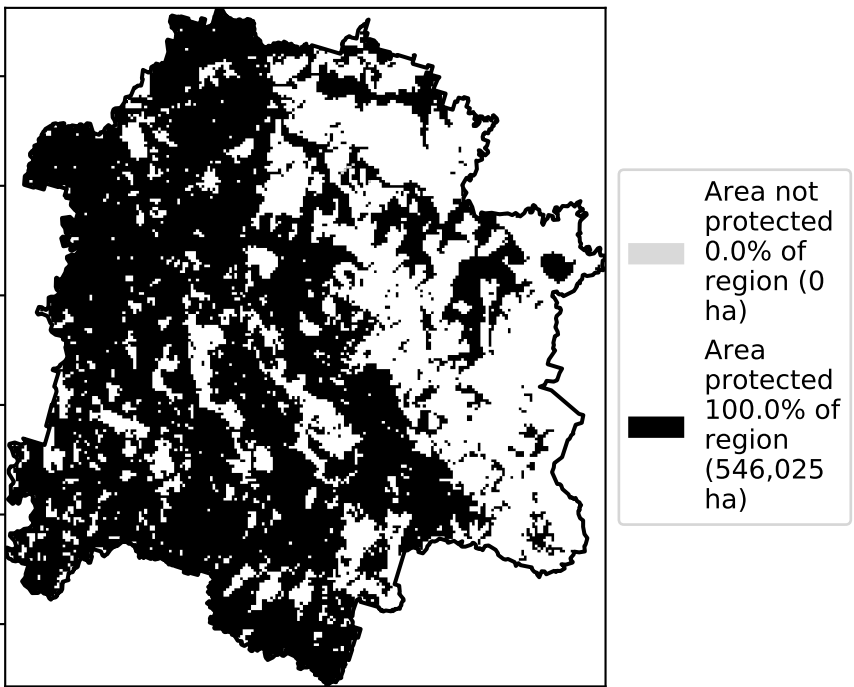 Area not
protected
0.0% of
region (0
ha)
Area
protected
100.0% of
region
(546,025
ha)